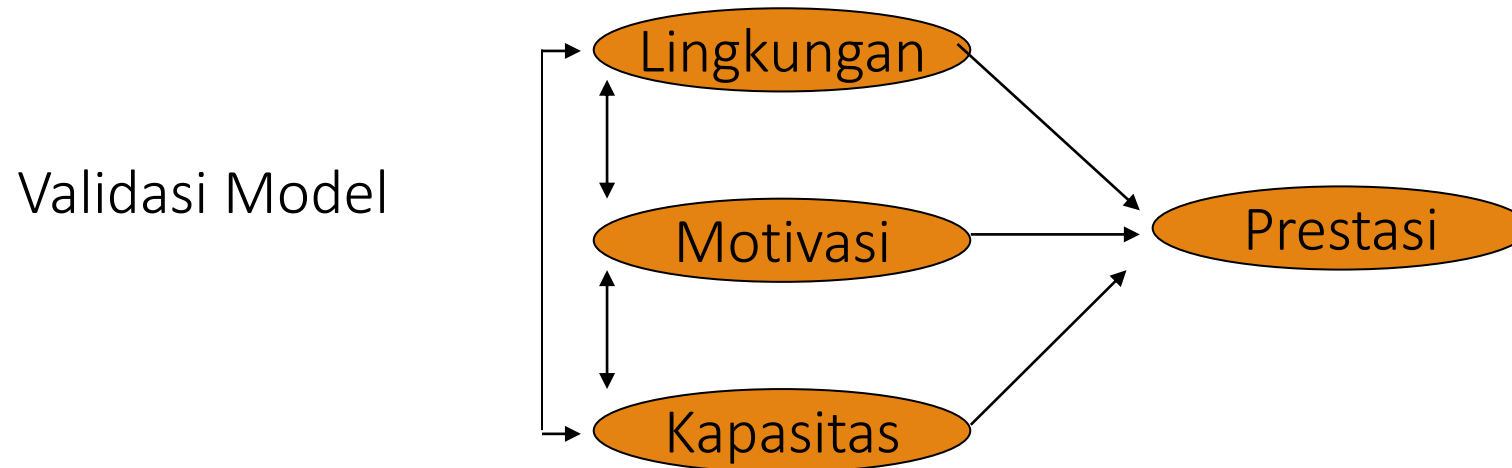 Validasi Model
Lingkungan
Motivasi
Prestasi
Kapasitas